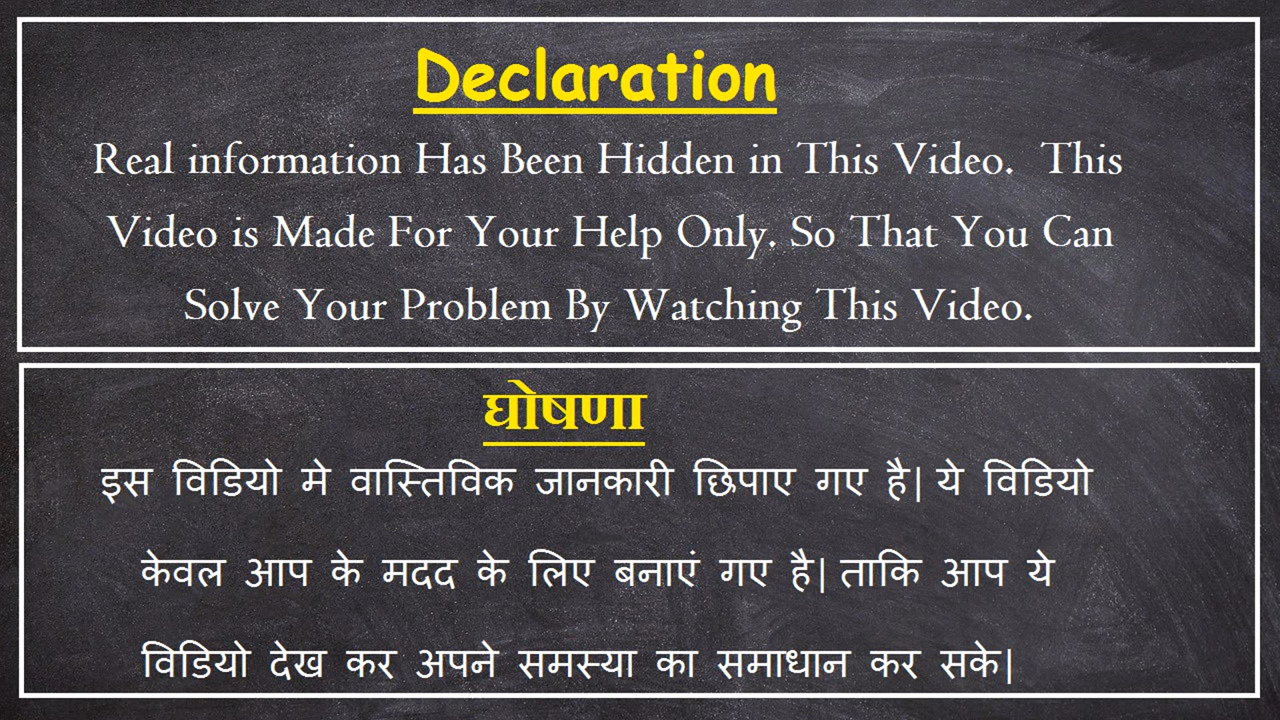 Declaration
Real information Has Been Hidden in This Video. This
Video is Made For Your Help Only. So That You Can
Solve Your Problem By Watching This Video.
घोषणा
इस विडियो मे वास्तिविक जानकारी छिपाए गए है| ये विडियो
केवल आप के मदद के लिए बनाएं गए है| ताकि आप ये
विडियो देख कर अपने समस्या का समाधान कर सके|